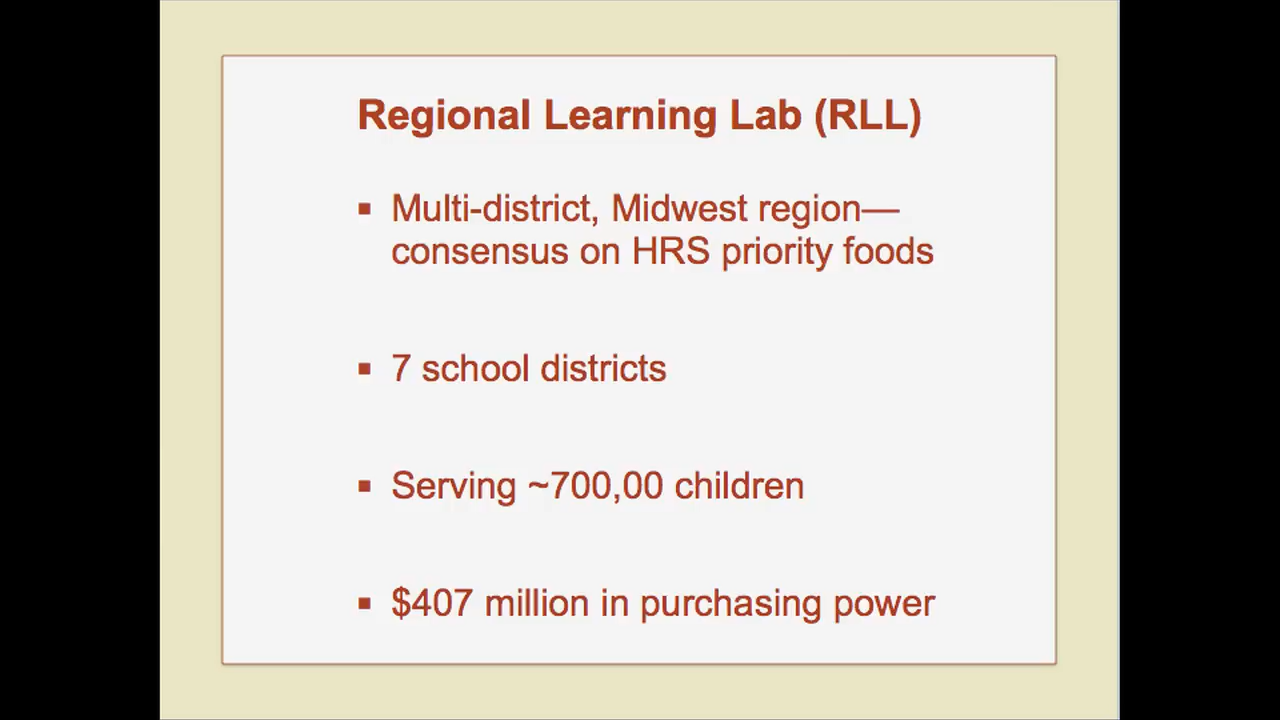 Regional Learning Lab (RLL)
▪ Multi-district, Midwest region—
consensus on HRS priority foods
▪ 7 school districts
▪ Serving ~700,00 children
▪ $407 million in purchasing power